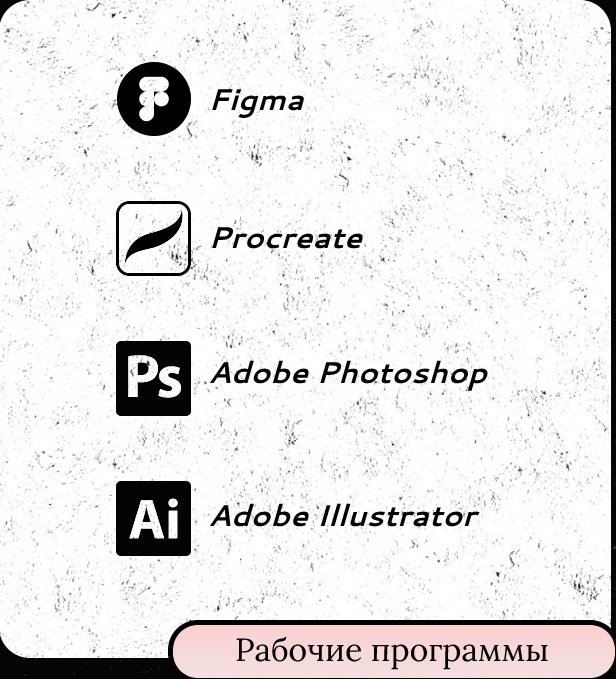 Figma
Procreate
Ps
Adobe Photoshop
Ai
Adobe Illustrator
Рабочие программы